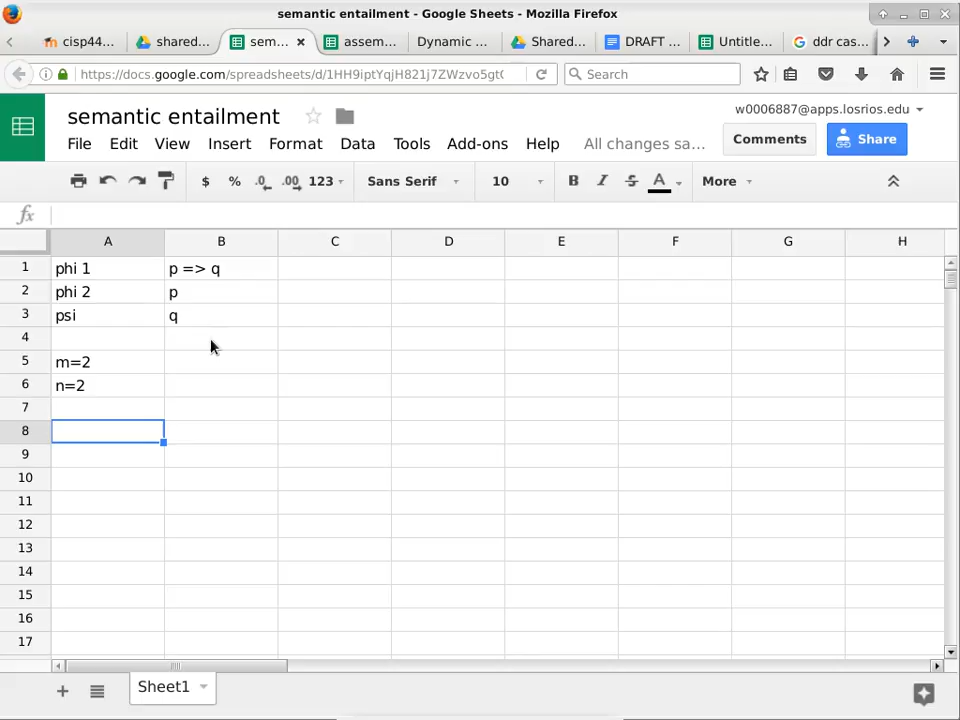 semantic entailment - Google Sheets - Mozilla Firefox
cisp44... shared... sem... assem... Dynamic ... Shared... DRAFT ... Untitle... ddr cas...
https://docs.google.com/spreadsheets/d/1HH9iptYqjH821j7ZWzvo5gt Search
semantic entailment w0006887@apps.losrios.edu
File Edit View Insert Format Data Tools Add-ons Help All changes sa... Comments Share
$ % .0 .00 123 Sans Serif 10 B I S A More
fx
A B C D E F G H
1 phi 1 p => q
2 phi 2 p
3 psi q
4
5 m=2
6 n=2
7
8
9
10
11
12
13
14
15
16
17
+ Sheet1